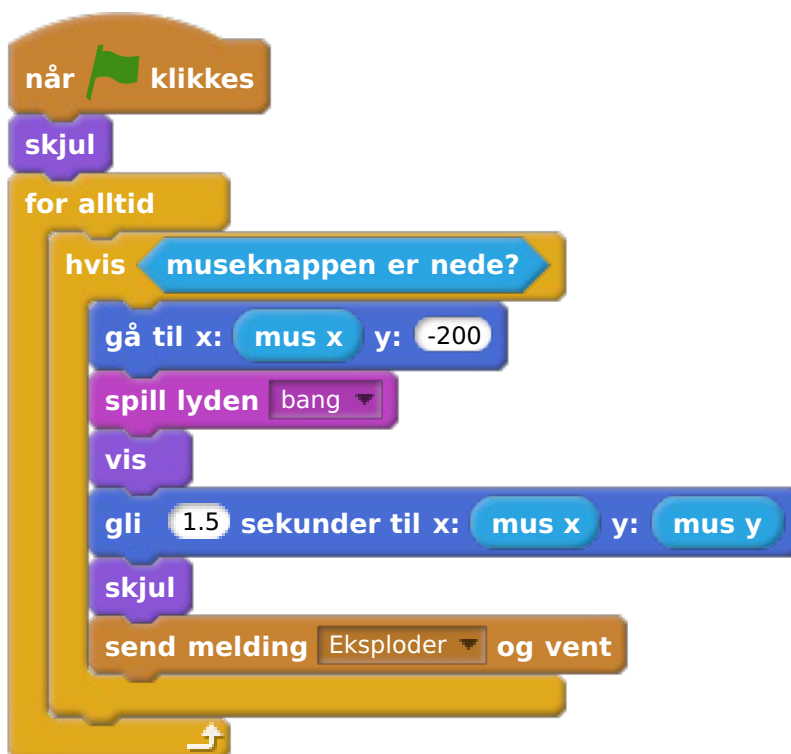 når klikkes
skjul
for alltid
hvis museknappen er nede?
gå til x: mus x y: -200
spill lyden bang
vis
gli 1.5 sekunder til x: mus x y: mus y
skjul
send melding Eksploder og vent